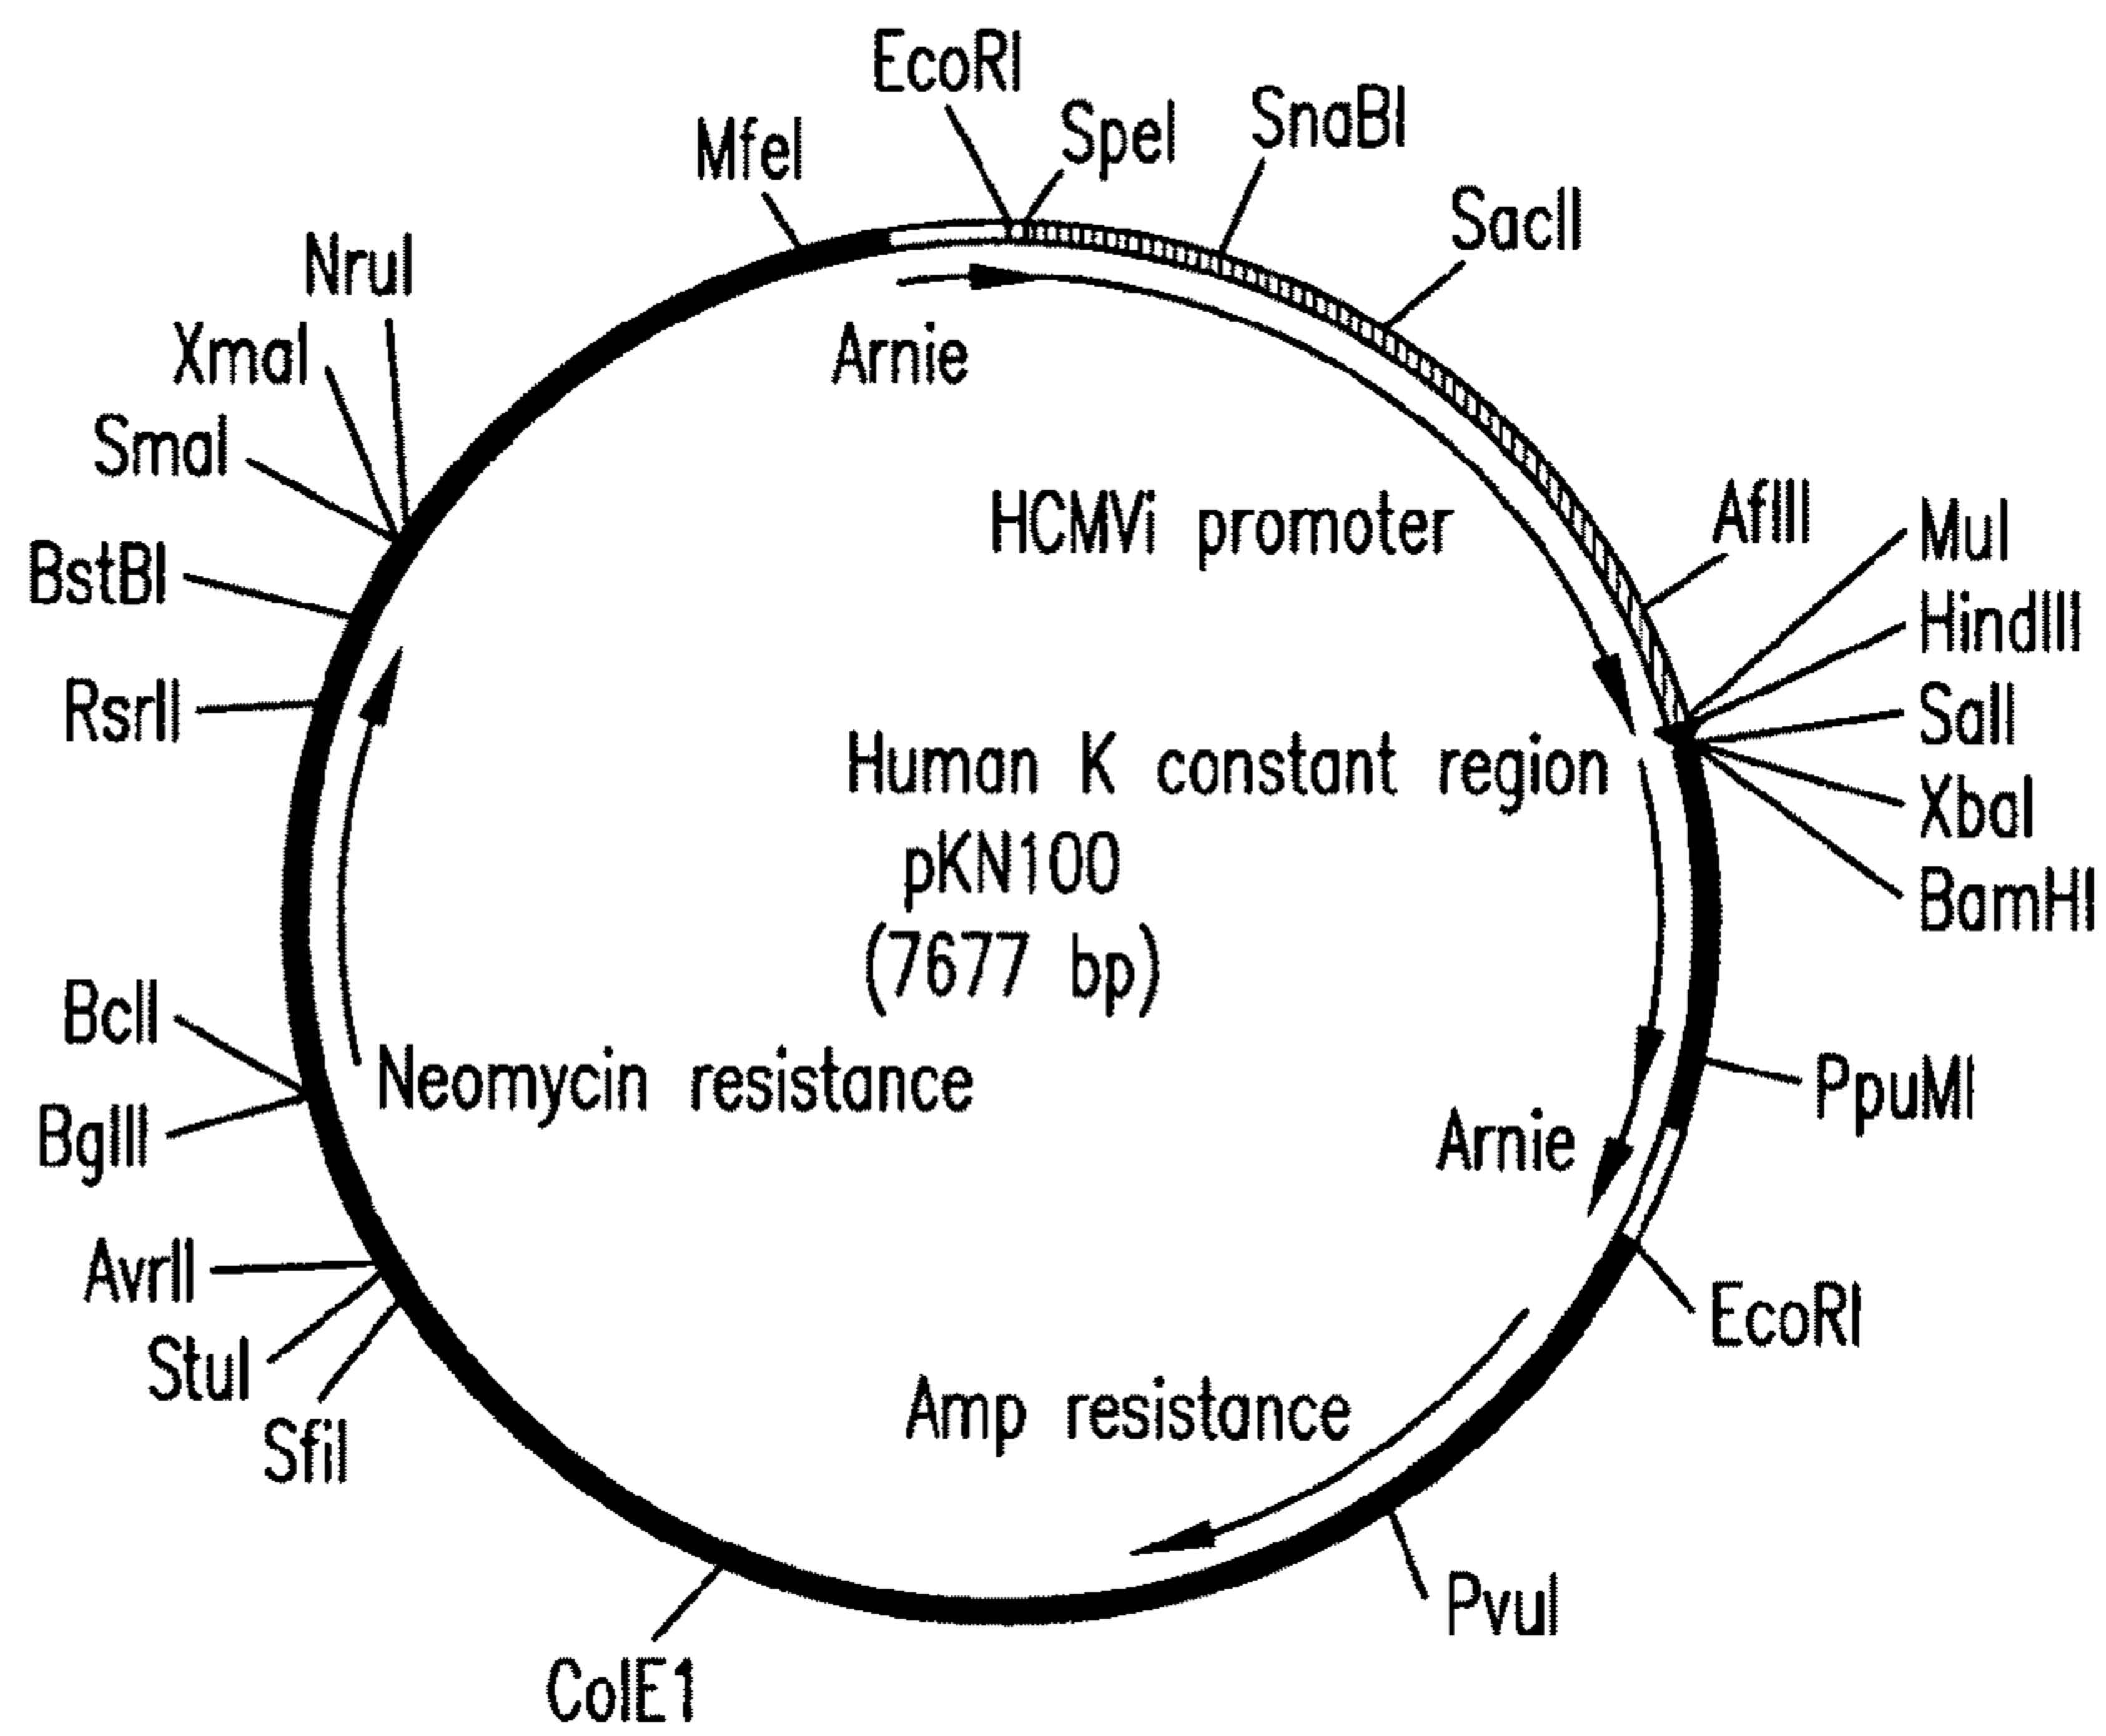 EcoRI
SpeI
SnaBI
MfeI
SacII
NruI
XmaI
Arnie
SmaI
HCMVi promoter
AflII
MuI
BstBI
HindIII
RsrII
SalI
Human K constant region
XbaI
pKN100
BamHI
(7677 bp)
BclI
Neomycin resistance
PpuMI
BglII
Arnie
AvrII
EcoRI
StuI
Amp resistance
SfiI
PvuI
ColE1